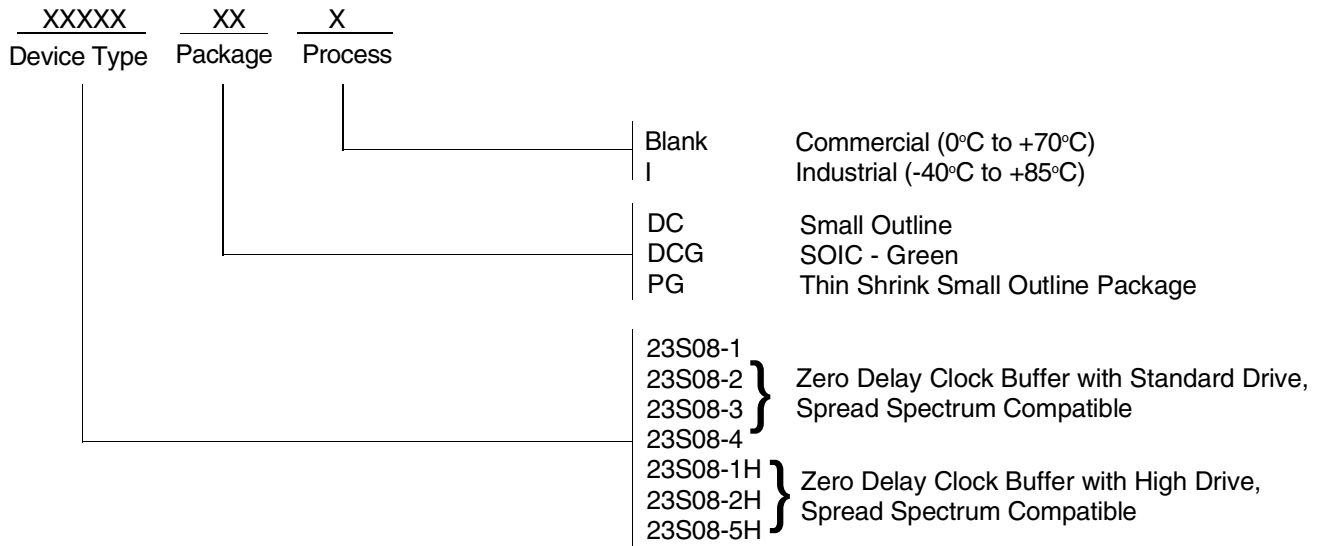 XXXXX XX X
Device Type Package Process
Blank Commercial (0°C to +70°C)
I Industrial (-40°C to +85°C)
DC Small Outline
DCG SOIC - Green
PG Thin Shrink Small Outline Package
23S08-1
23S08-2 } Zero Delay Clock Buffer with Standard Drive,
23S08-3 Spread Spectrum Compatible
23S08-4
23S08-1H
23S08-2H } Zero Delay Clock Buffer with High Drive,
23S08-5H Spread Spectrum Compatible